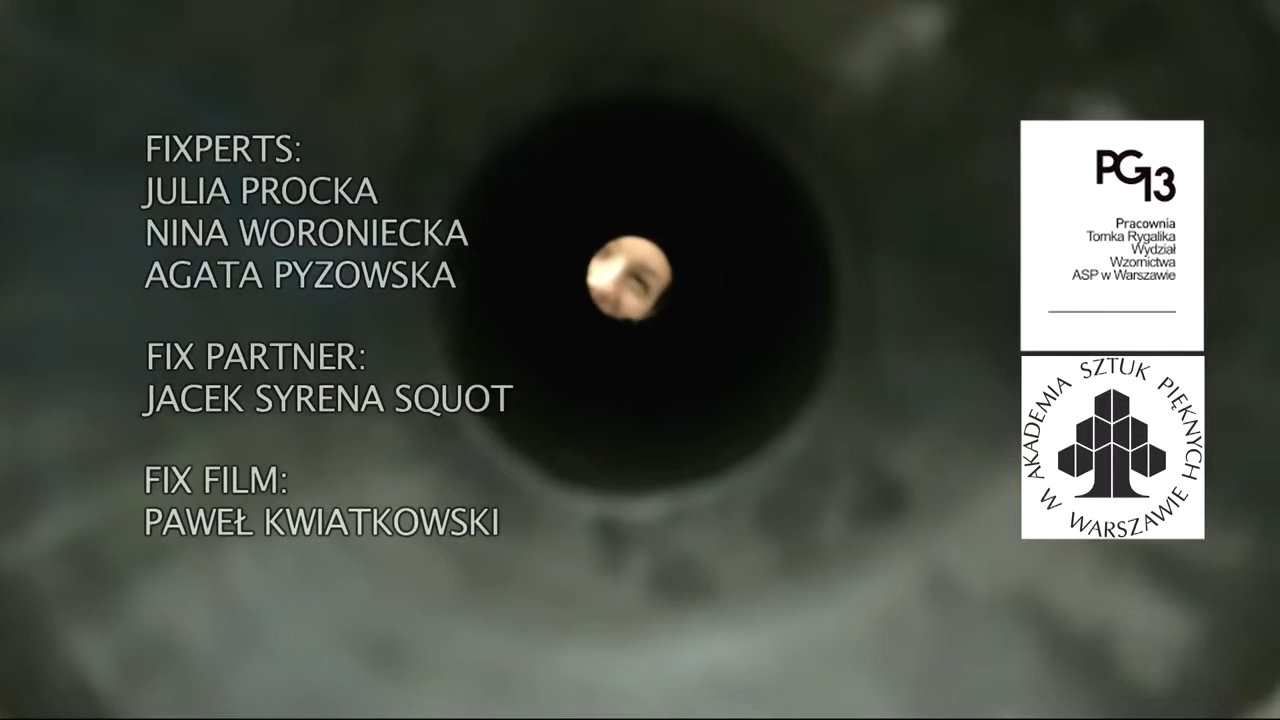 FIXPERTS:
JULIA PROCKA
NINA WORONIECKA
AGATA PYZOWSKA
FIX PARTNER:
JACEK SYRENA SQUOT
FIX FILM:
PAWEŁ KWIATKOWSKI
PG13
Pracownia
Tomka Rygalika
Wydział
Wzornictwa
ASP w Warszawie
AKADEMIA SZTUK PIĘKNYCH
W WARSZAWIE